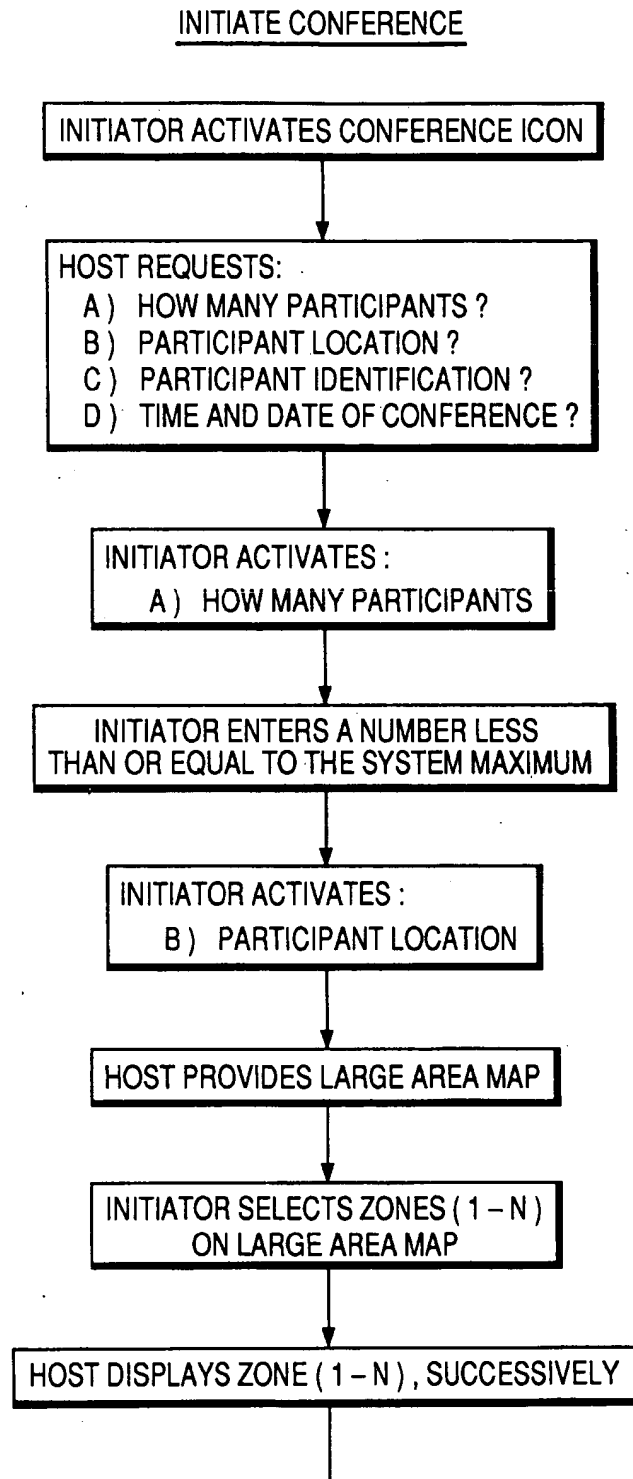 INITIATE CONFERENCE
INITIATOR ACTIVATES CONFERENCE ICON
HOST REQUESTS:
A) HOW MANY PARTICIPANTS ?
B) PARTICIPANT LOCATION ?
C) PARTICIPANT IDENTIFICATION ?
D) TIME AND DATE OF CONFERENCE ?
INITIATOR ACTIVATES :
A) HOW MANY PARTICIPANTS
INITIATOR ENTERS A NUMBER LESS
THAN OR EQUAL TO THE SYSTEM MAXIMUM
INITIATOR ACTIVATES :
B) PARTICIPANT LOCATION
HOST PROVIDES LARGE AREA MAP
INITIATOR SELECTS ZONES ( 1 – N )
ON LARGE AREA MAP
HOST DISPLAYS ZONE ( 1 – N ) , SUCCESSIVELY